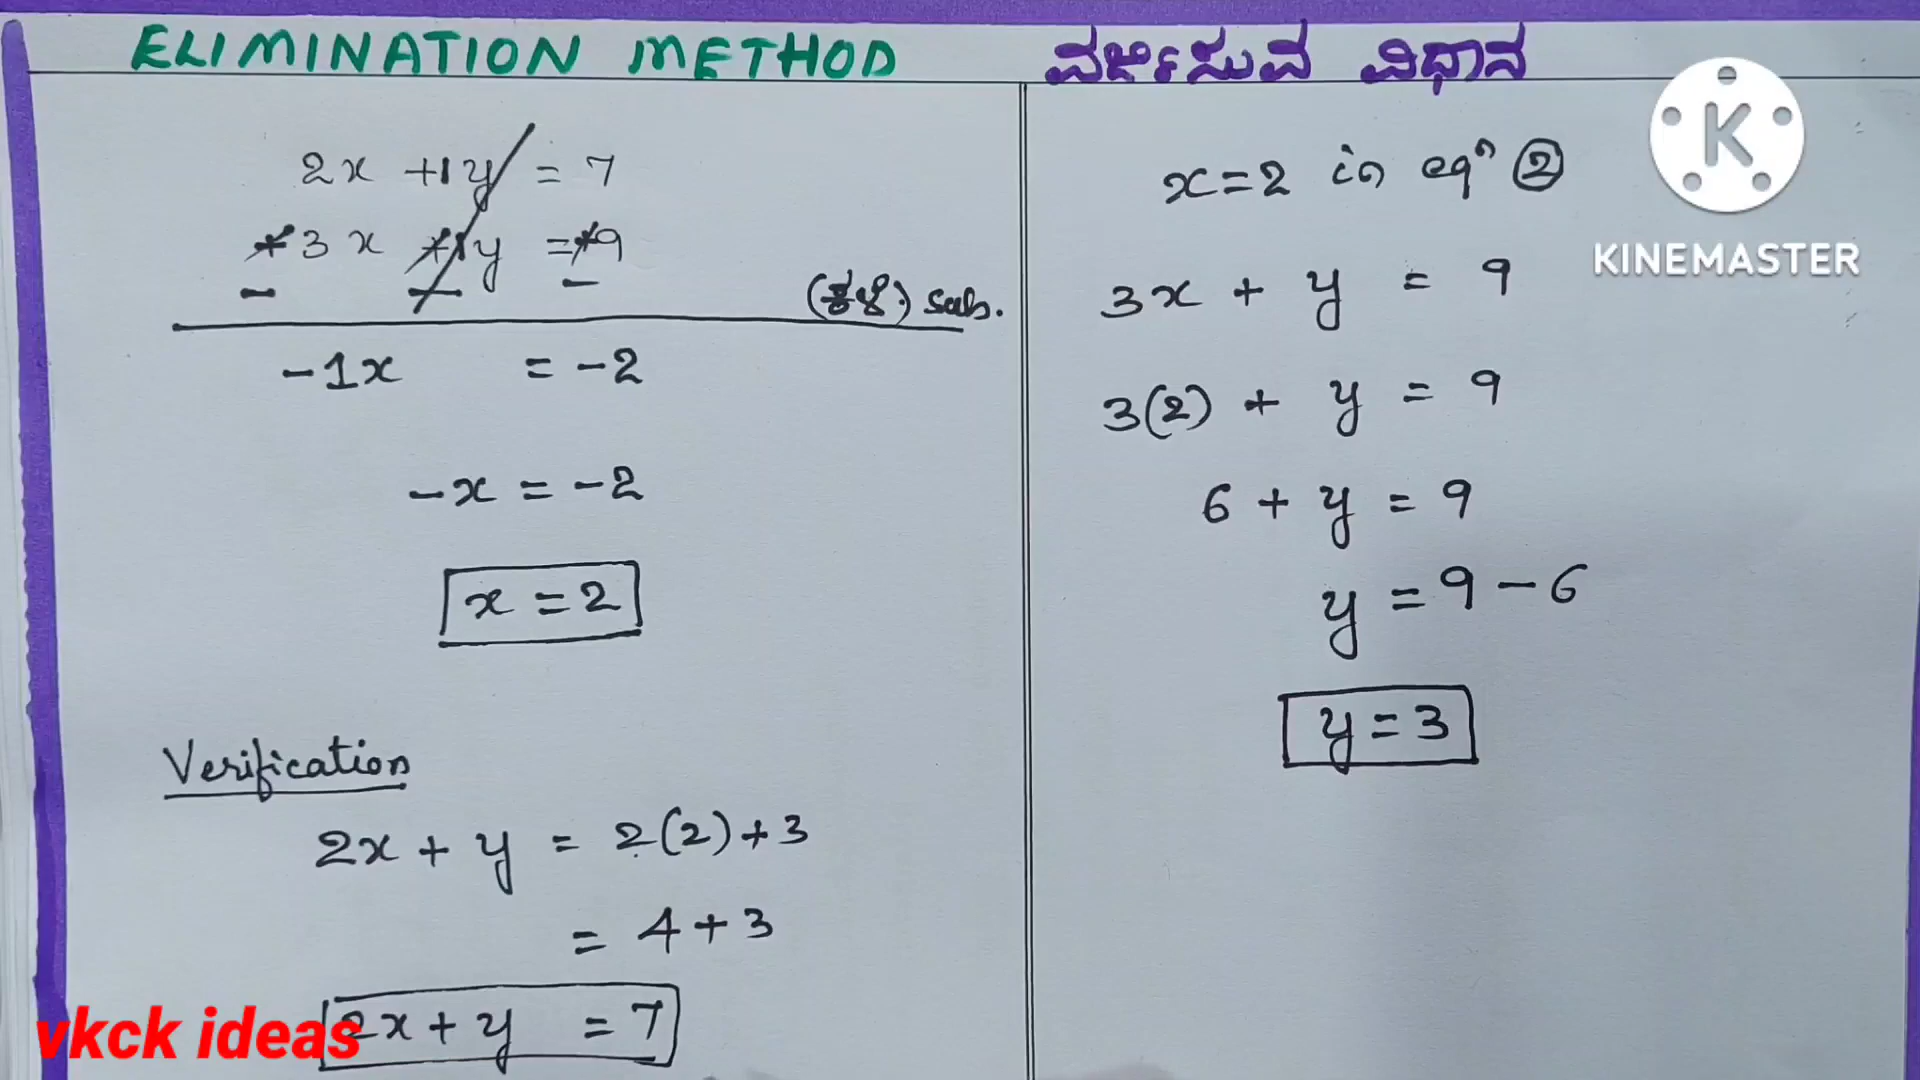 ELIMINATION METHOD ವರ್ಜಿಸುವ ವಿಧಾನ
2x +1y = 7
+3x +1y = +9
- - -
(ಕಳೆ.) sub.
-1x = -2
-x = -2
x = 2
Verification
2x + y = 2(2)+3
= 4+3
2x + y = 7
x=2 in eqⁿ ②
3x + y = 9
3(2) + y = 9
6 + y = 9
y = 9 - 6
y = 3
K
KINEMASTER
vkck ideas